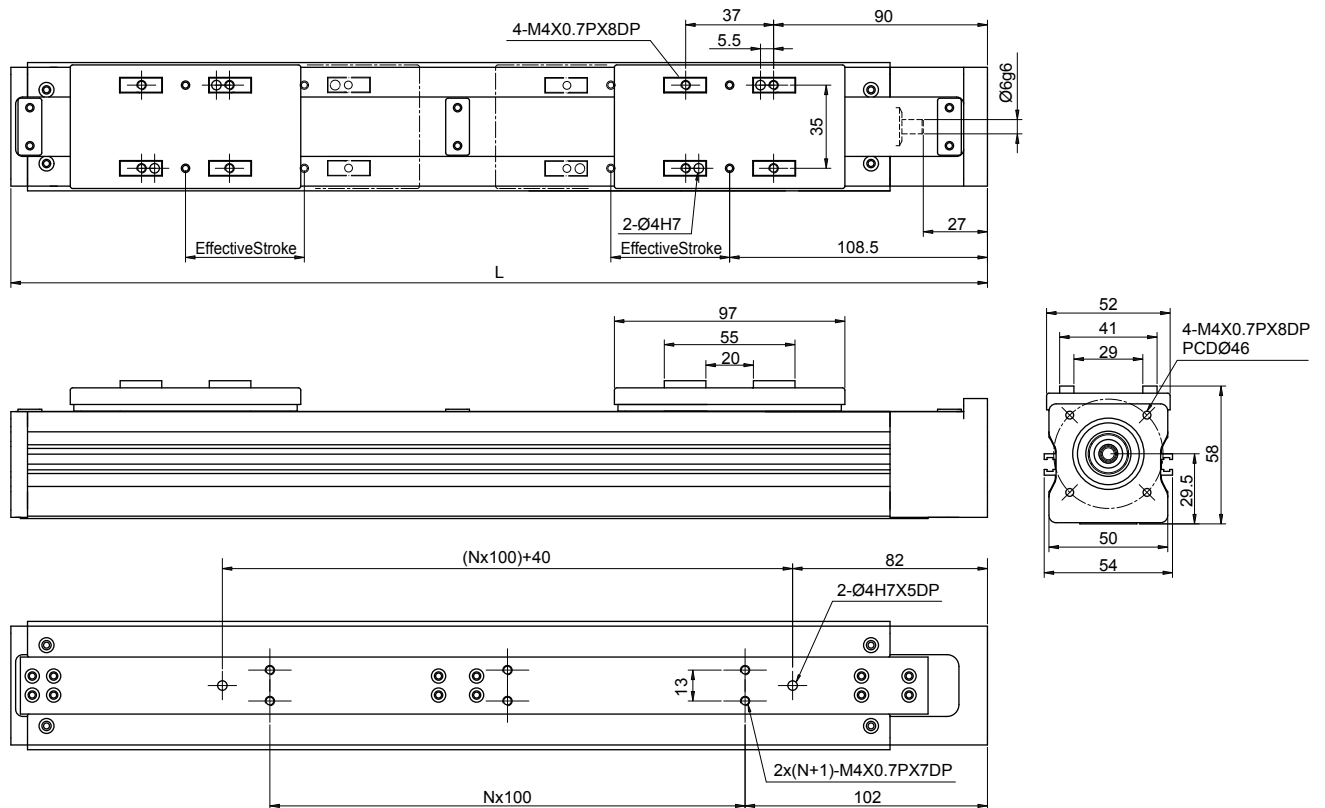 37
90
4-M4X0.7PX8DP
5.5
Ø6g6
35
2-Ø4H7
27
EffectiveStroke
EffectiveStroke
108.5
L
97
55
20
52
41
29
4-M4X0.7PX8DP
PCDØ46
58
29.5
50
54
(Nx100)+40
82
2-Ø4H7X5DP
13
2x(N+1)-M4X0.7PX7DP
Nx100
102